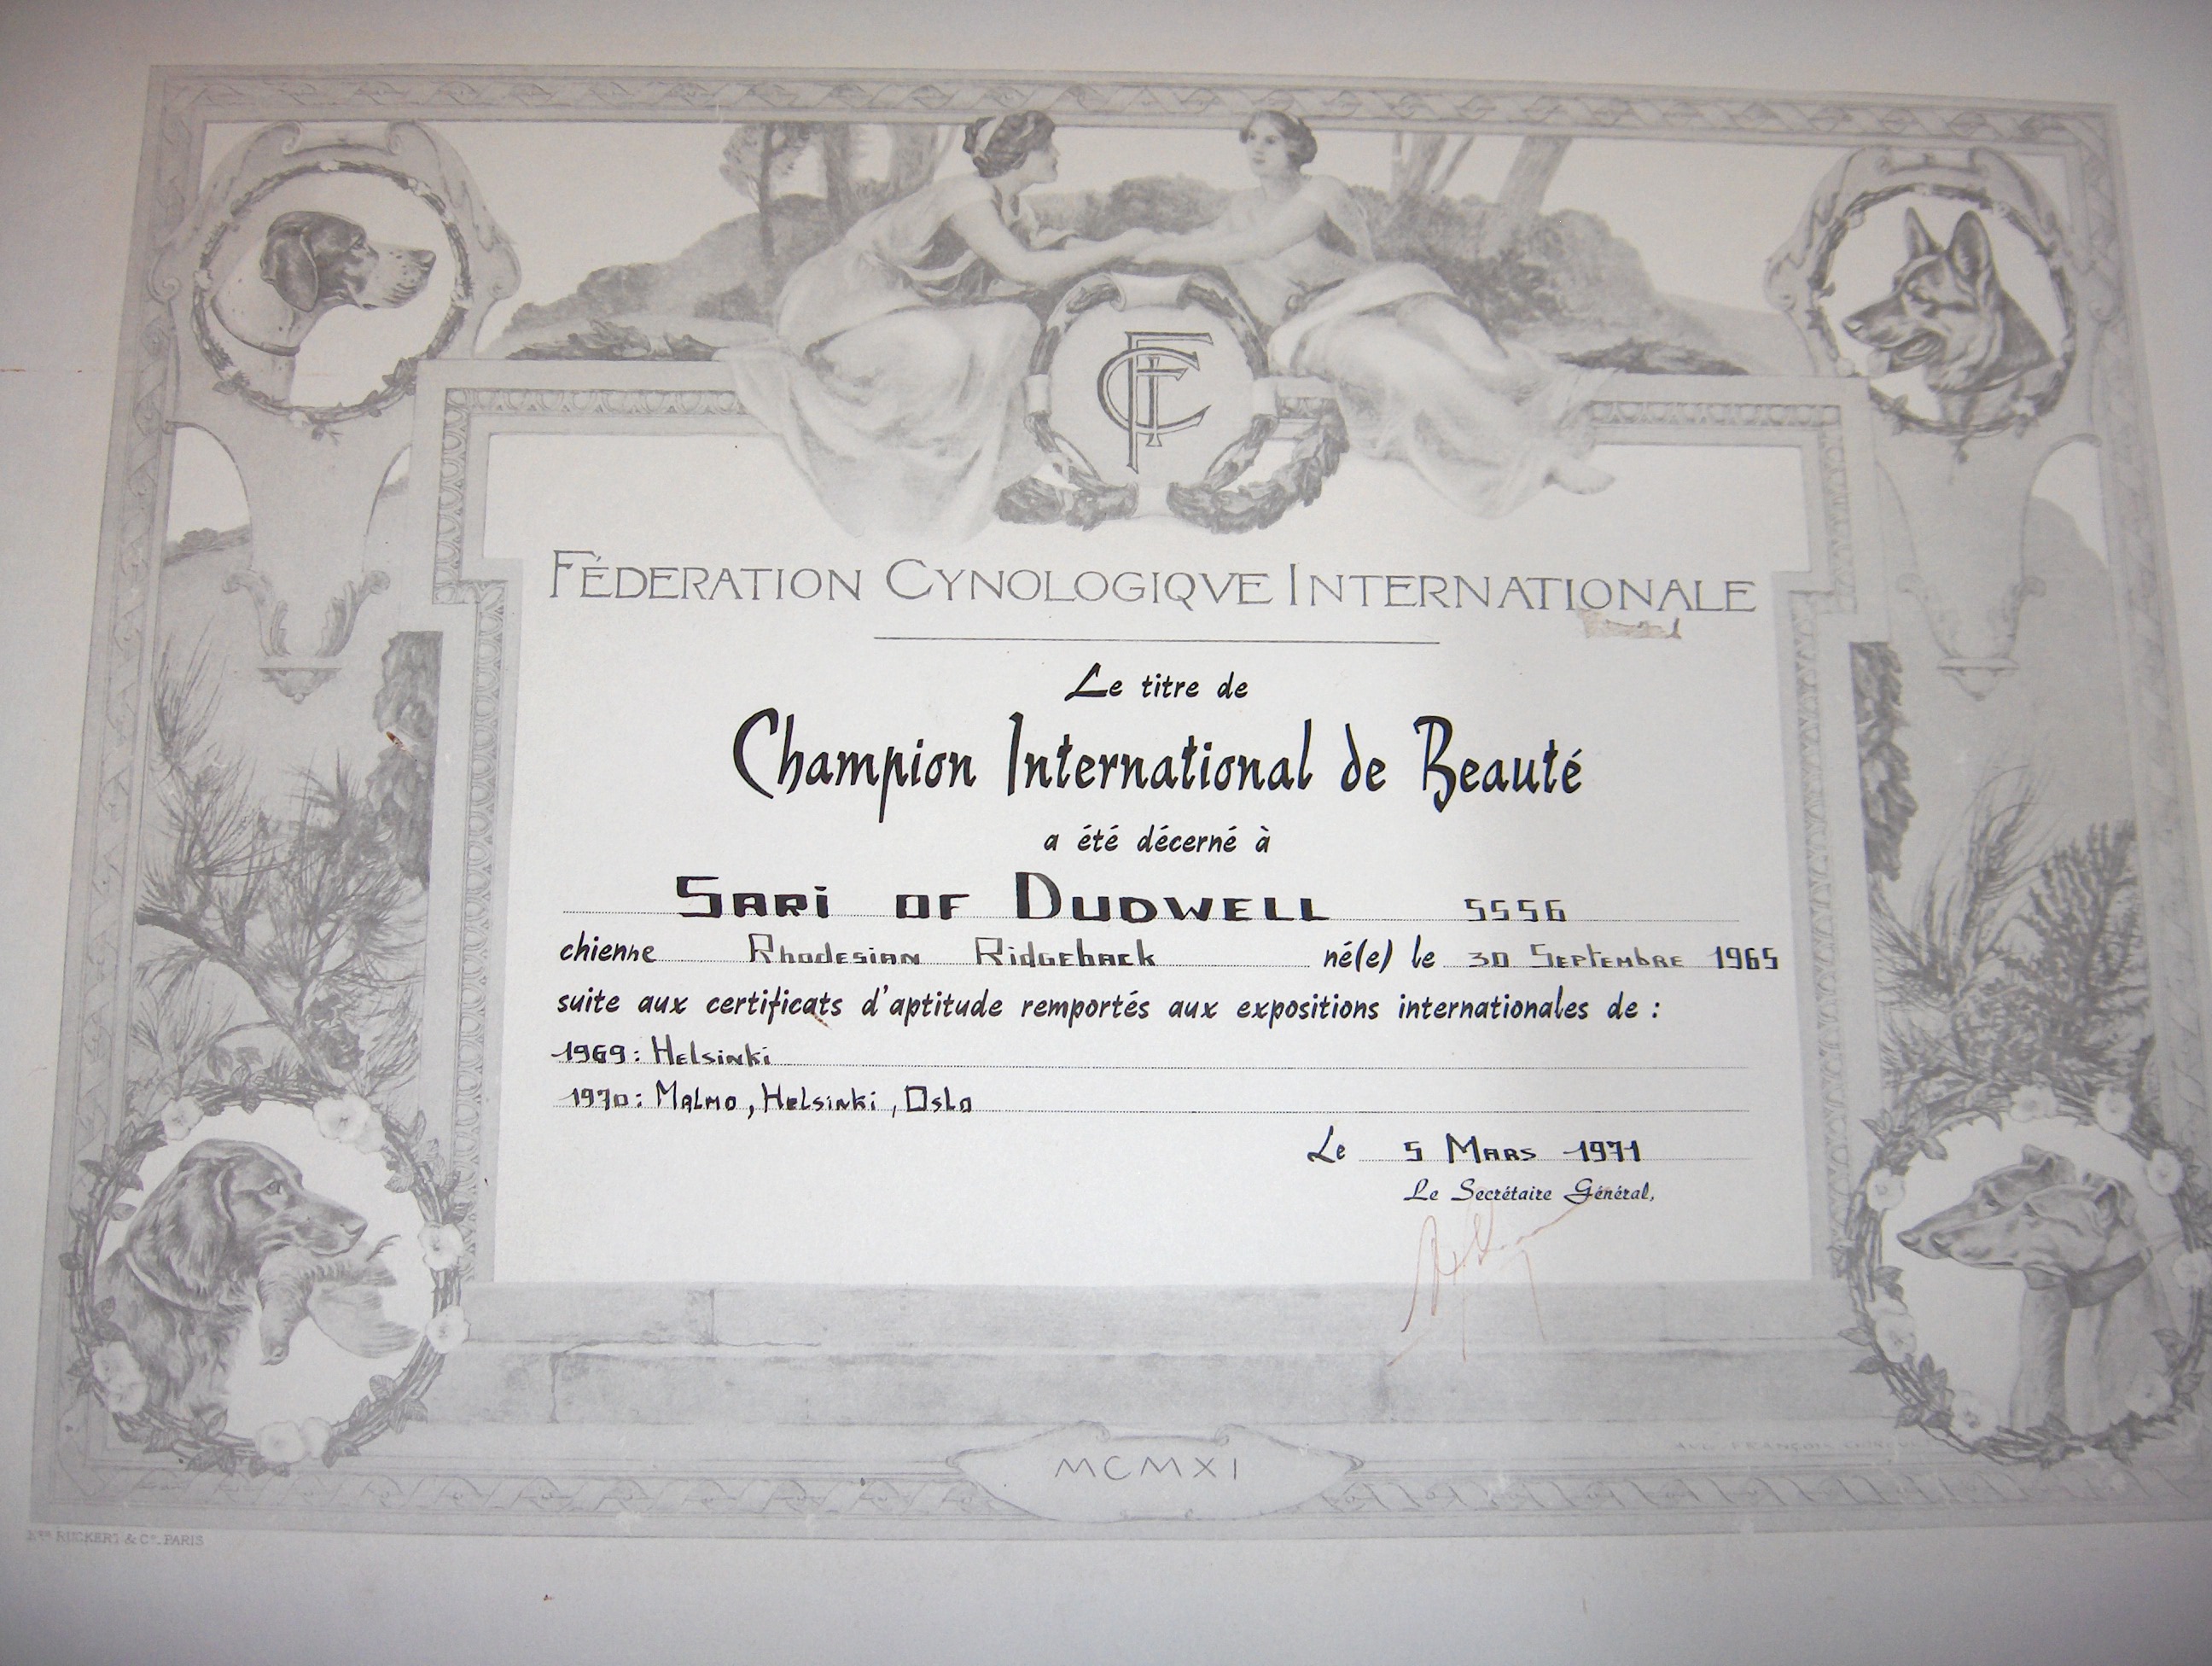 FCI
FÉDERATION CYNOLOGIQVE INTERNATIONALE
Le titre de
Champion International de Beauté
a été décerné à
SARI OF DUDWELL 5556
chienne Rhodesian Ridgeback né(e) le 30 Septembre 1965
suite aux certificats d'aptitude remportés aux expositions internationales de :
1969: Helsinki
1970: Malmo, Helsinki, Oslo
Le 5 Mars 1971
Le Secrétaire Général,
MCMXI
RUCKERT & Cie. PARIS